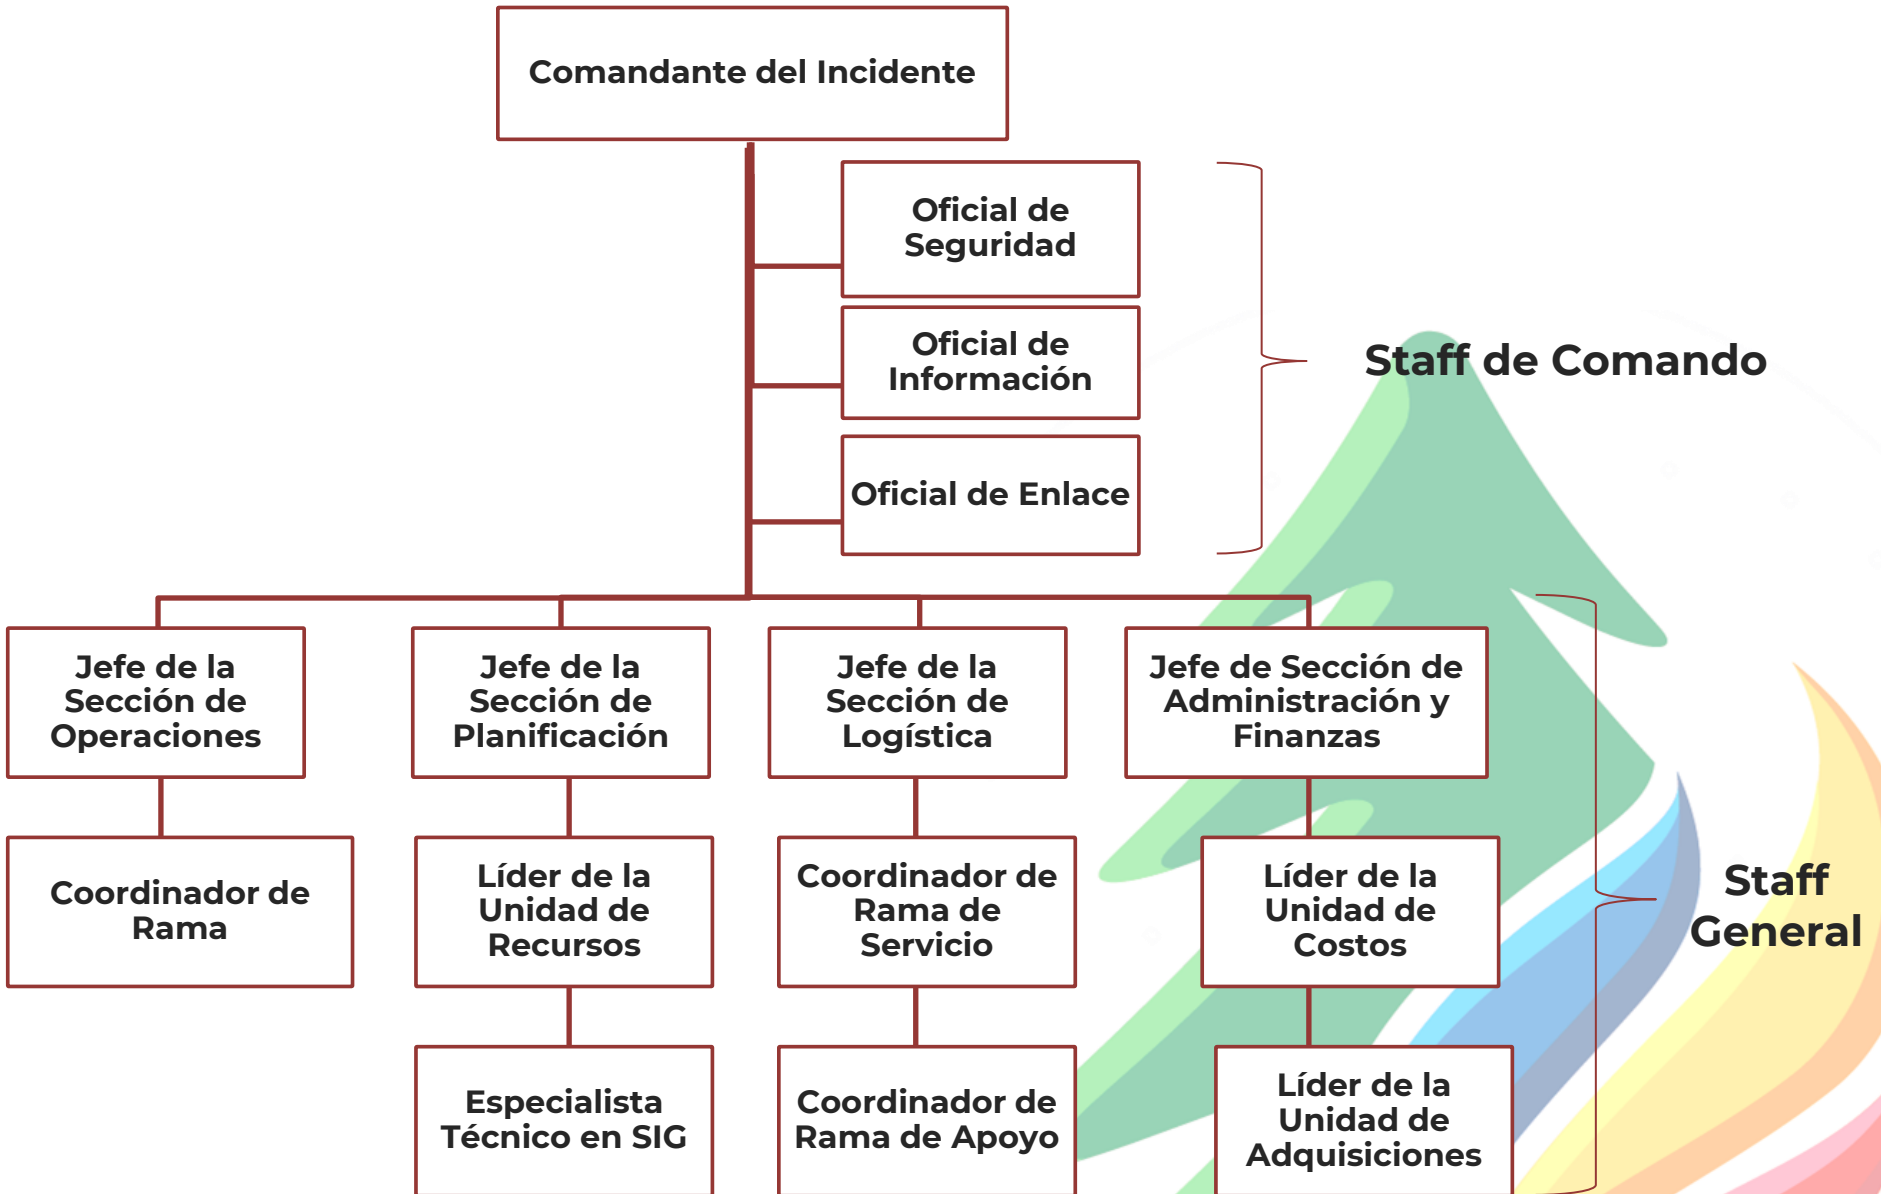 Comandante del Incidente
Oficial de
Seguridad
Oficial de
Información
Oficial de Enlace
Staff de Comando
Jefe de la
Sección de
Operaciones
Jefe de la
Sección de
Planificación
Jefe de la
Sección de
Logística
Jefe de Sección de
Administración y
Finanzas
Coordinador de
Rama
Líder de la
Unidad de
Recursos
Coordinador de
Rama de
Servicio
Líder de la
Unidad de
Costos
Staff
General
Especialista
Técnico en SIG
Coordinador de
Rama de Apoyo
Líder de la
Unidad de
Adquisiciones